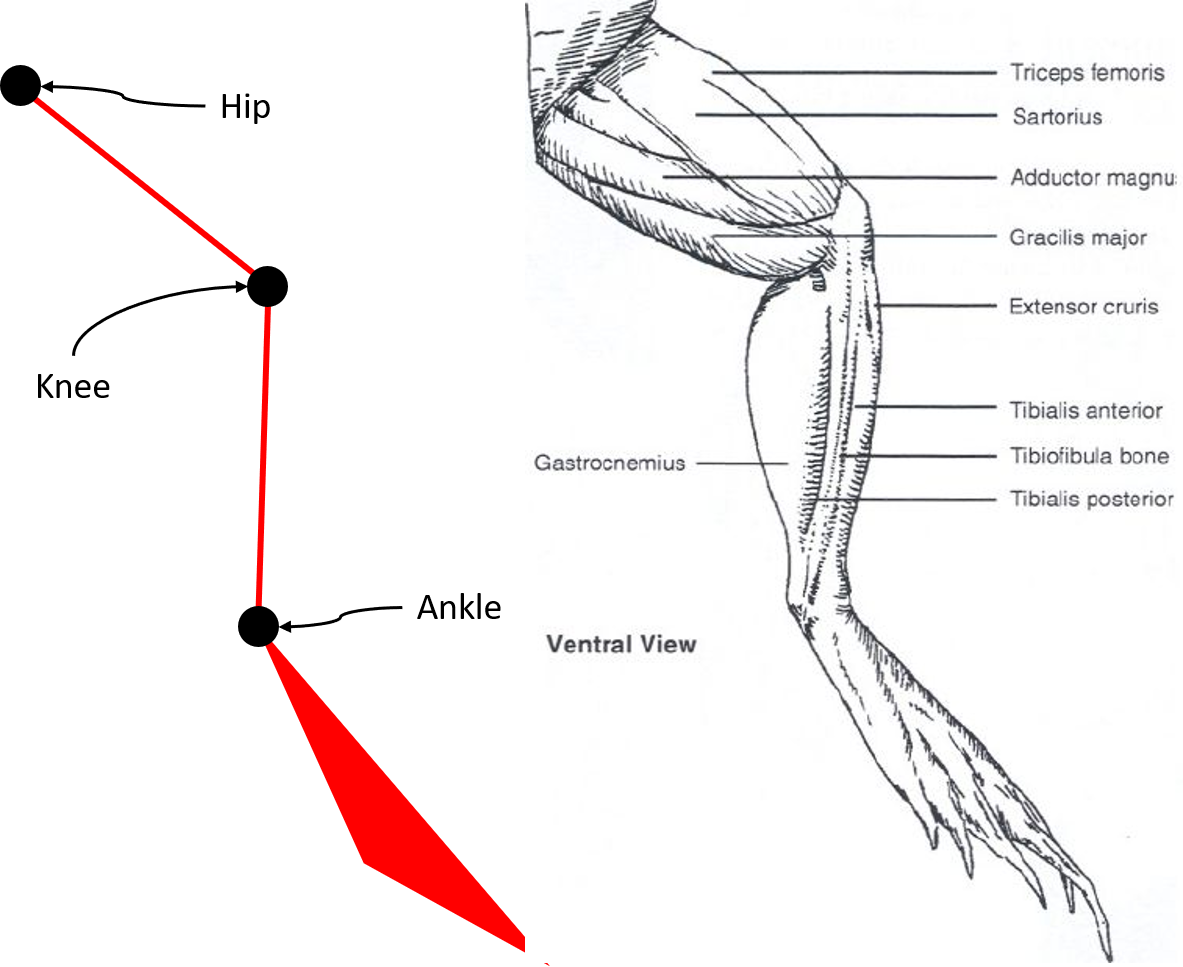 Hip
Knee
Ankle
Triceps femoris
Sartorius
Adductor magnu
Gracilis major
Extensor cruris
Tibialis anterior
Gastrocnemius
Tibiofibula bone
Tibialis posterior
Ventral View